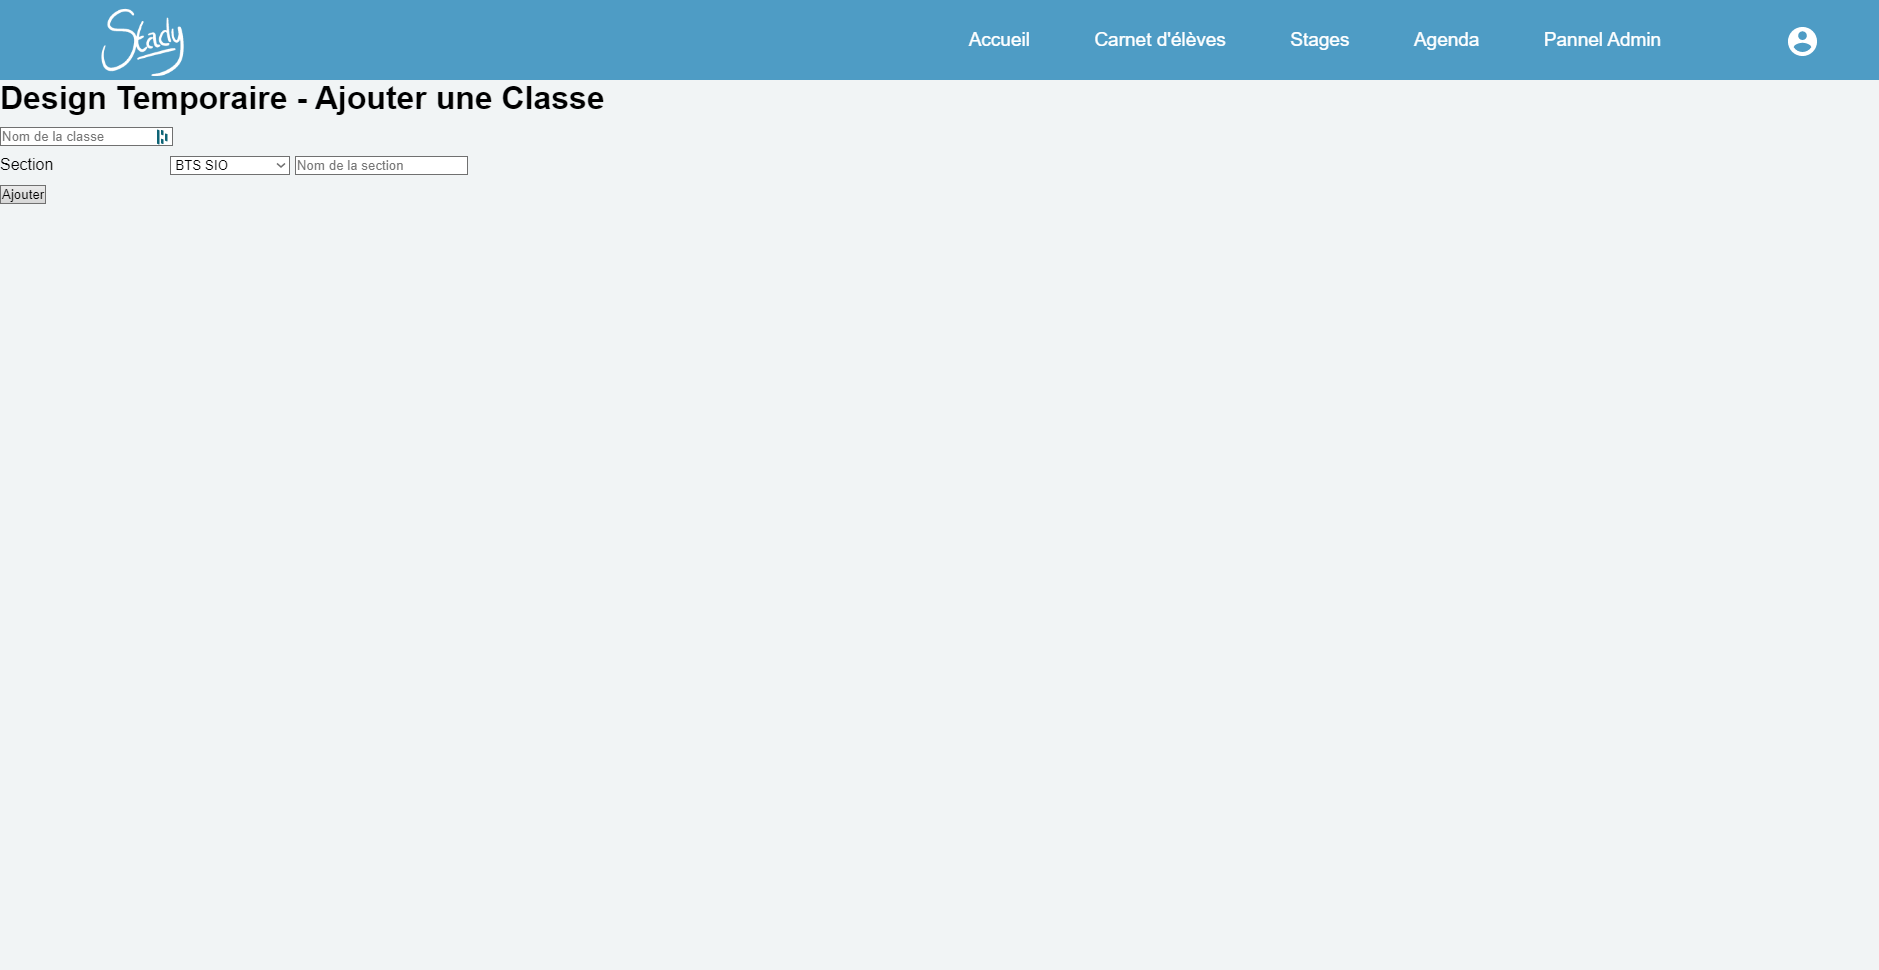 Stady Accueil Carnet d'élèves Stages Agenda Pannel Admin
Design Temporaire - Ajouter une Classe
Nom de la classe
Section BTS SIO Nom de la section
Ajouter